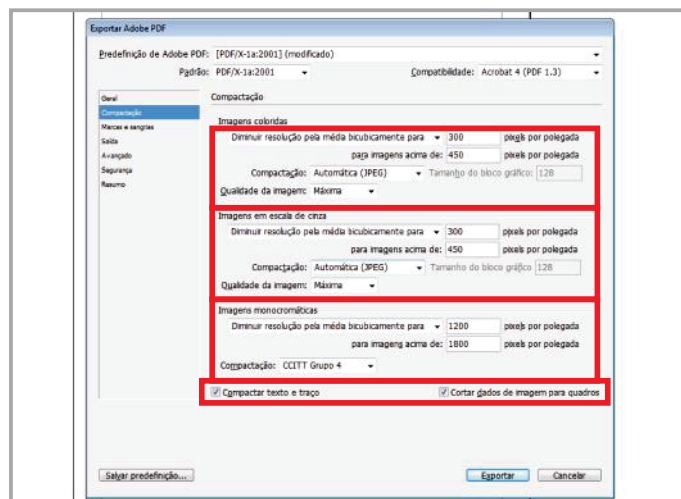 Exportar Adobe PDF
Predefinição de Adobe PDF: [PDF/X-1a:2001] (modificado)
Padrão: PDF/X-1a:2001 Compatibilidade: Acrobat 4 (PDF 1.3)
Geral
Compactação
Marcas e sangrias
Saída
Avançado
Segurança
Resumo
Compactação
Imagens coloridas
Diminuir resolução pela média bicubicamente para 300 pixels por polegada
para imagens acima de: 450 pixels por polegada
Compactação: Automática (JPEG) Tamanho do bloco gráfico: 128
Qualidade da imagem: Máxima
Imagens em escala de cinza
Diminuir resolução pela média bicubicamente para 300 pixels por polegada
para imagens acima de: 450 pixels por polegada
Compactação: Automática (JPEG) Tamanho do bloco gráfico 128
Qualidade da imagem: Máxima
Imagens monocromáticas
Diminuir resolução pela média bicubicamente para 1200 pixels por polegada
para imagens acima de: 1800 pixels por polegada
Compactação: CCITT Grupo 4
Compactar texto e traço Cortar dados de imagem para quadros
Salvar predefinição... Exportar Cancelar